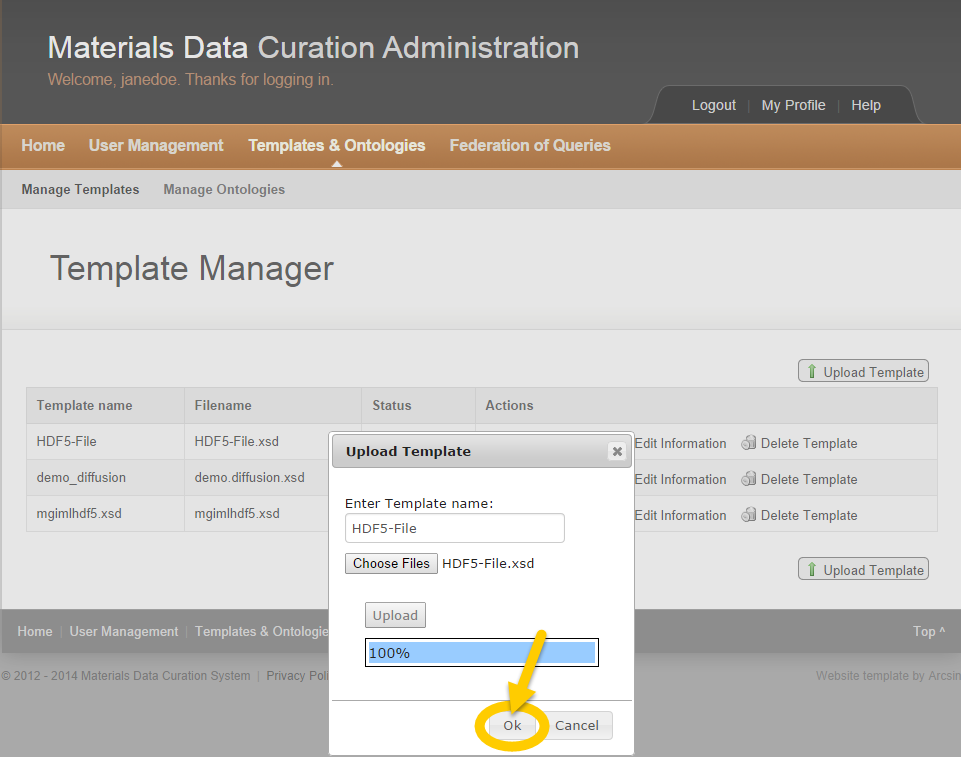 Materials Data Curation Administration
Welcome, janedoe. Thanks for logging in.
Logout | My Profile | Help
Home User Management Templates & Ontologies Federation of Queries
Manage Templates Manage Ontologies
Template Manager
Upload Template
Template name Filename Status Actions
HDF5-File HDF5-File.xsd Edit Information Delete Template
demo_diffusion demo.diffusion.xsd Edit Information Delete Template
mgimlhdf5.xsd mgimlhdf5.xsd Edit Information Delete Template
Upload Template
Upload Template
Enter Template name:
HDF5-File
Choose Files HDF5-File.xsd
Upload
100%
Ok Cancel
Home | User Management | Templates & Ontologie
Top ^
© 2012 - 2014 Materials Data Curation System | Privacy Poli
Website template by Arcsin